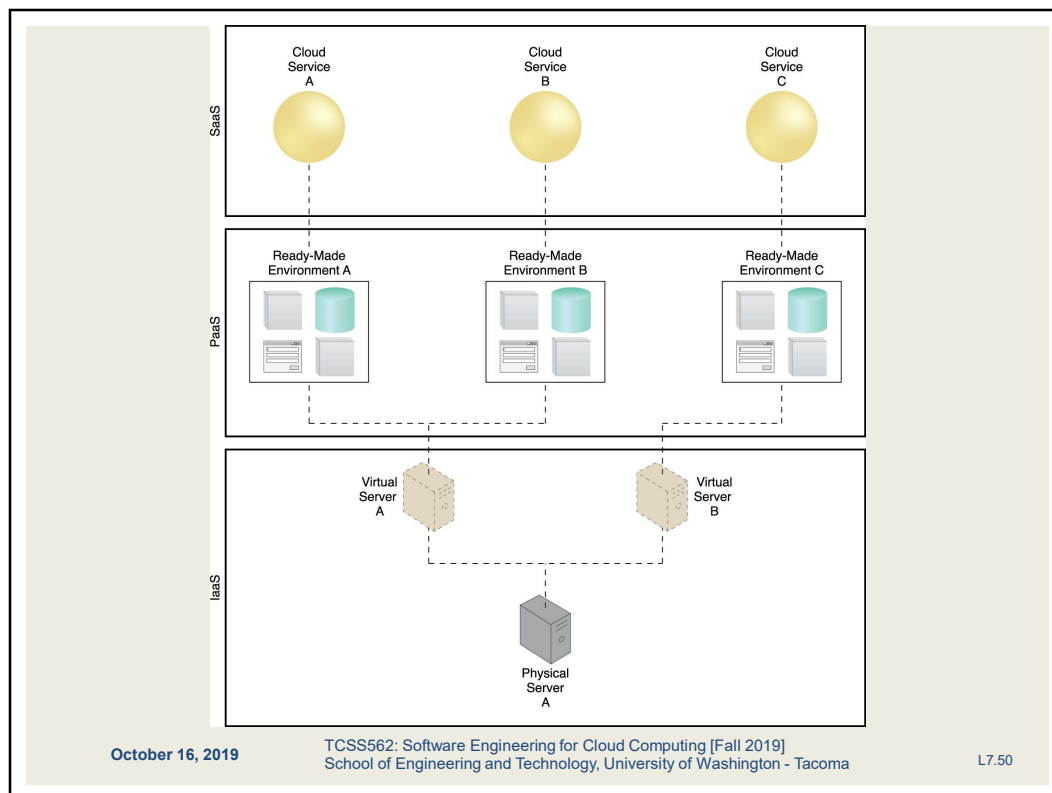 Cloud
Service
A
Cloud
Service
B
Cloud
Service
C
SaaS
Ready-Made
Environment A
Ready-Made
Environment B
Ready-Made
Environment C
PaaS
Virtual
Server
A
Virtual
Server
B
IaaS
Physical
Server
A
October 16, 2019
TCSS562: Software Engineering for Cloud Computing [Fall 2019]
School of Engineering and Technology, University of Washington - Tacoma
L7.50